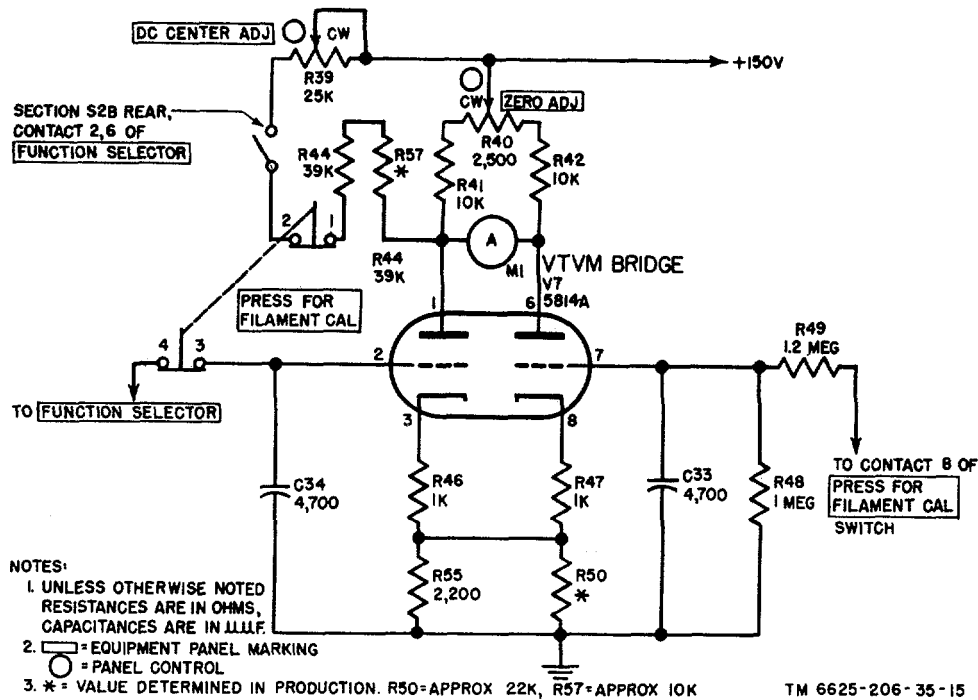 DC CENTER ADJ
CW
R39
25K
+150V
CW
ZERO ADJ
R40
2,500
SECTION S2B REAR,
CONTACT 2,6 OF
FUNCTION SELECTOR
R44
39K
R57
*
R41
10K
R42
10K
2
1
A
M1
R44
39K
VTVM BRIDGE
V7
5814A
1
6
PRESS FOR
FILAMENT CAL
4
3
2
7
R49
1.2 MEG
TO FUNCTION SELECTOR
3
8
C34
4,700
R46
1K
R47
1K
C33
4,700
R48
1 MEG
TO CONTACT 8 OF
PRESS FOR
FILAMENT CAL
SWITCH
R55
2,200
R50
*
NOTES:
1. UNLESS OTHERWISE NOTED
RESISTANCES ARE IN OHMS,
CAPACITANCES ARE IN UUF.
2. = EQUIPMENT PANEL MARKING
= PANEL CONTROL
3. * = VALUE DETERMINED IN PRODUCTION. R50=APPROX 22K, R57=APPROX 10K
TM 6625-206-35-15